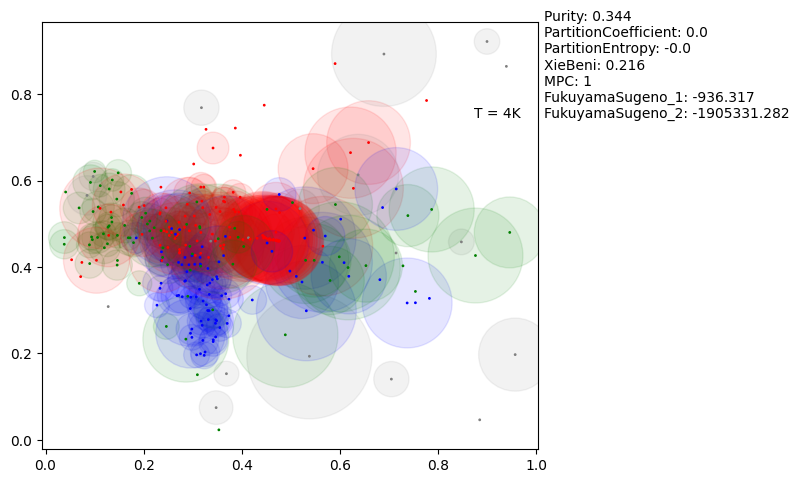 Purity: 0.344
PartitionCoefficient: 0.0
PartitionEntropy: -0.0
XieBeni: 0.216
MPC: 1
FukuyamaSugeno_1: -936.317
FukuyamaSugeno_2: -1905331.282
T = 4K
0.8
0.6
0.4
0.2
0.0
0.0 0.2 0.4 0.6 0.8 1.0